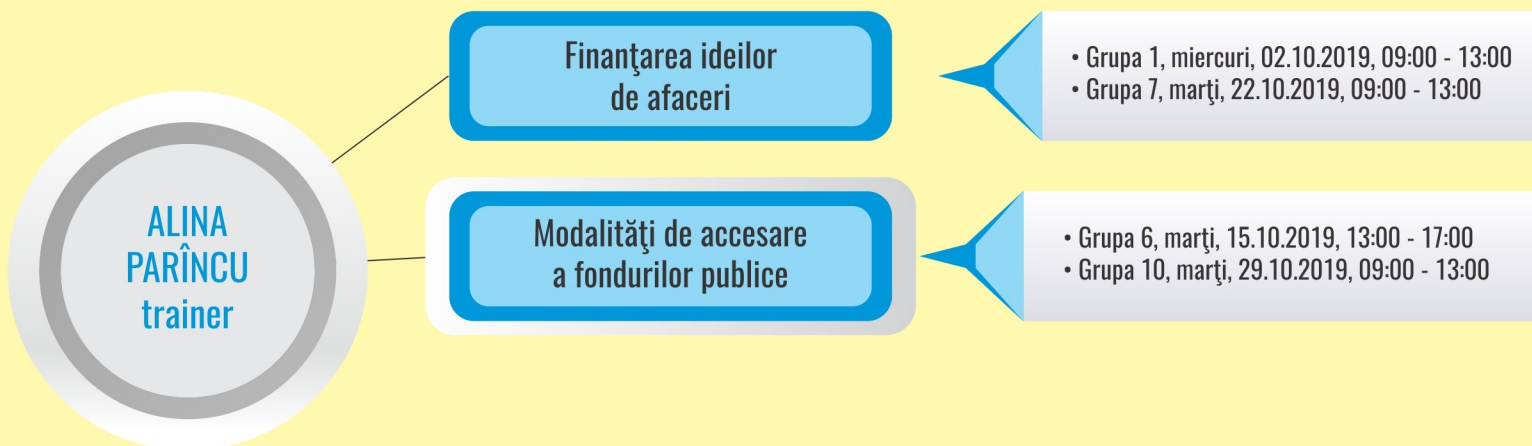 ALINA
PARÎNCU
trainer
Finanţarea ideilor
de afaceri
• Grupa 1, miercuri, 02.10.2019, 09:00 - 13:00
• Grupa 7, marţi, 22.10.2019, 09:00 - 13:00
Modalităţi de accesare
a fondurilor publice
• Grupa 6, marţi, 15.10.2019, 13:00 - 17:00
• Grupa 10, marţi, 29.10.2019, 09:00 - 13:00